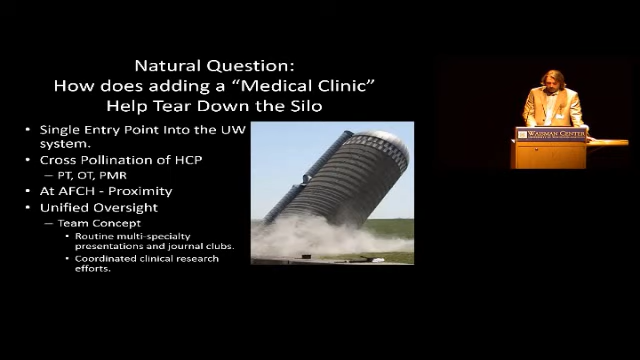 Natural Question:
How does adding a “Medical Clinic”
Help Tear Down the Silo
• Single Entry Point Into the UW
system.
• Cross Pollination of HCP
– PT, OT, PMR
• At AFCH - Proximity
• Unified Oversight
– Team Concept
• Routine multi-specialty
presentations and journal clubs.
• Coordinated clinical research
efforts.
WAISMAN CENTER